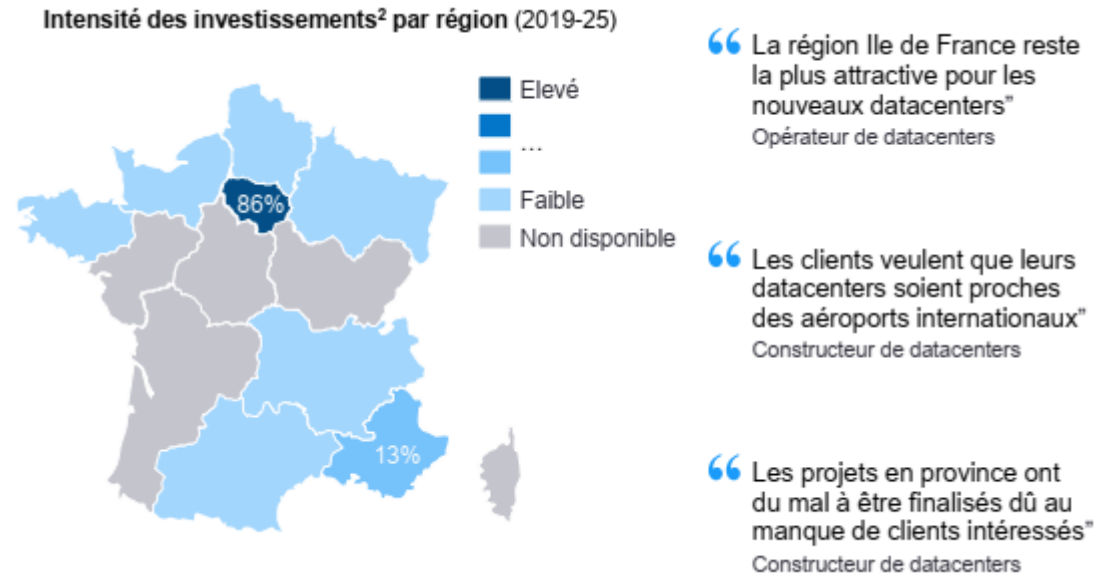 Intensité des investissements² par région (2019-25)
Elevé
...
Faible
Non disponible
86%
13%
“ La région Ile de France reste
la plus attractive pour les
nouveaux datacenters”
Opérateur de datacenters
“ Les clients veulent que leurs
datacenters soient proches
des aéroports internationaux”
Constructeur de datacenters
“ Les projets en province ont
du mal à être finalisés dû au
manque de clients intéressés”
Constructeur de datacenters